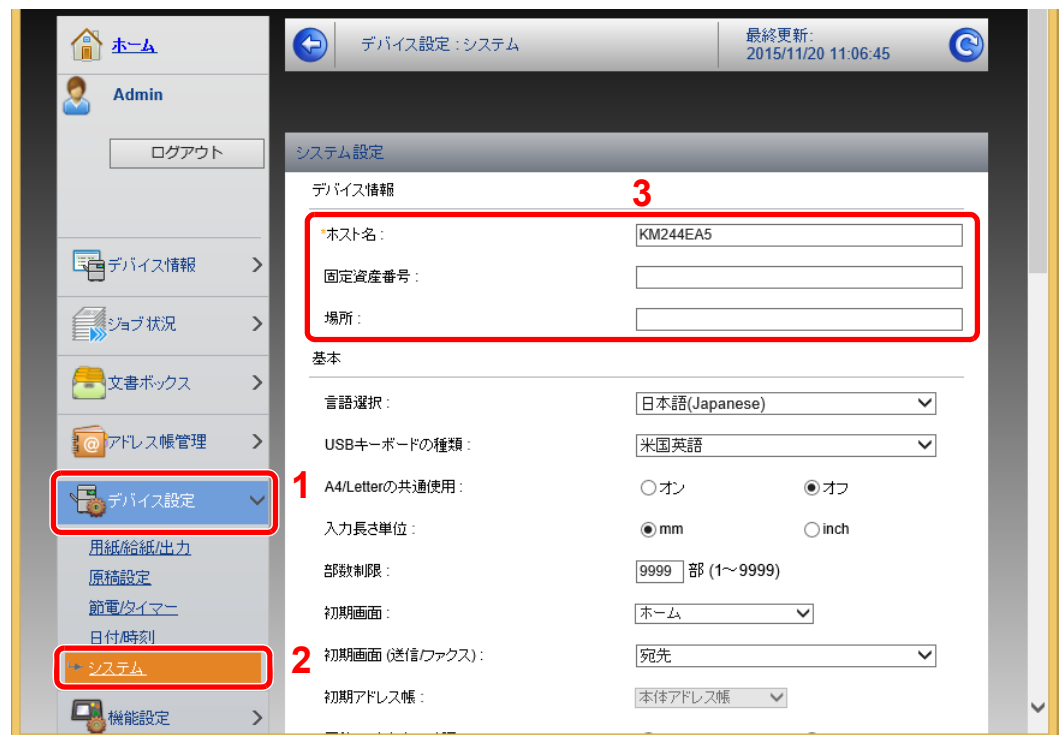 ホーム
Admin
ログアウト
デバイス情報
ジョブ状況
文書ボックス
アドレス帳管理
デバイス設定
1
用紙/給紙/出力
原稿設定
節電/タイマー
日付/時刻
システム
2
機能設定
デバイス設定 : システム
最終更新:
2015/11/20 11:06:45
システム設定
デバイス情報
3
*ホスト名 : KM244EA5
固定資産番号 :
場所 :
基本
言語選択 : 日本語(Japanese)
USBキーボードの種類 : 米国英語
A4/Letterの共通使用 : オン オフ
入力長さ単位 : mm inch
部数制限 : 9999 部 (1～9999)
初期画面 : ホーム
初期画面 (送信/ファクス) : 宛先
初期アドレス帳 : 本体アドレス帳